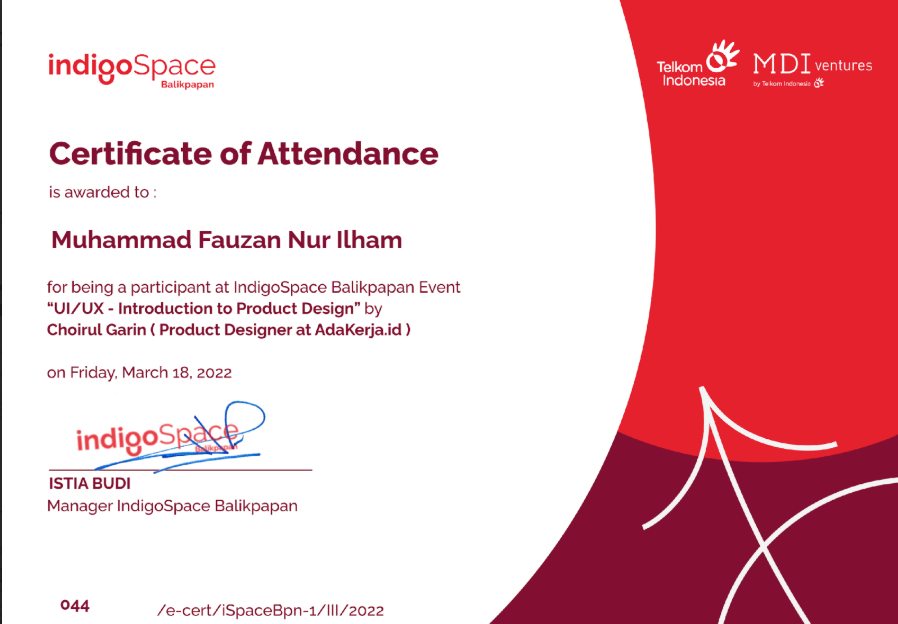 indigoSpace
Balikpapan
Telkom
Indonesia
MDI ventures
by Telkom Indonesia
Certificate of Attendance
is awarded to :
Muhammad Fauzan Nur Ilham
for being a participant at IndigoSpace Balikpapan Event
“UI/UX - Introduction to Product Design” by
Choirul Garin ( Product Designer at AdaKerja.id )
on Friday, March 18, 2022
indigoSpace
Balikpapan
ISTIA BUDI
Manager IndigoSpace Balikpapan
044 /e-cert/iSpaceBpn-1/III/2022